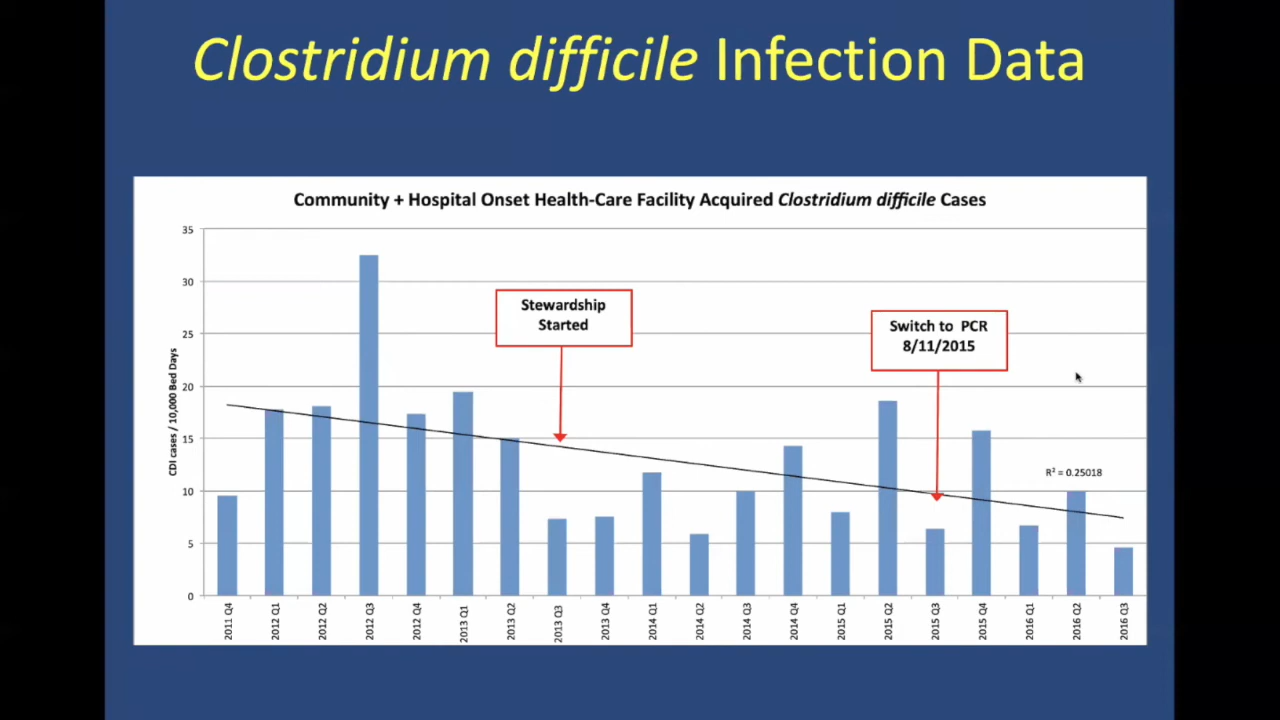 Clostridium difficile Infection Data
Community + Hospital Onset Health-Care Facility Acquired Clostridium difficile Cases
CDI cases / 10,000 Bed Days
35
30
25
20
15
10
5
0
Stewardship
Started
Switch to PCR
8/11/2015
R² = 0.25018
2011 Q4
2012 Q1
2012 Q2
2012 Q3
2012 Q4
2013 Q1
2013 Q2
2013 Q3
2013 Q4
2014 Q1
2014 Q2
2014 Q3
2014 Q4
2015 Q1
2015 Q2
2015 Q3
2015 Q4
2016 Q1
2016 Q2
2016 Q3